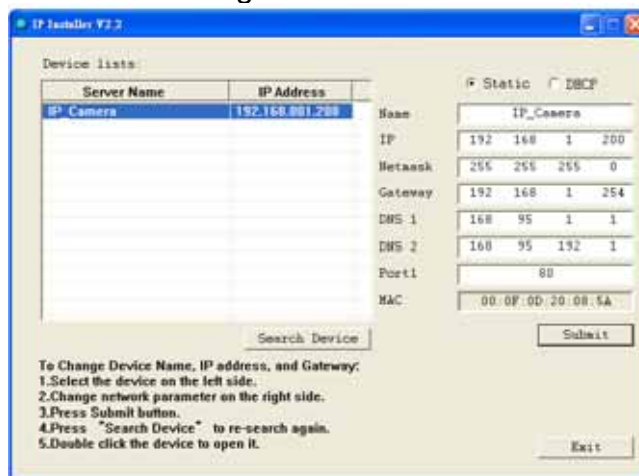 IP Installer V2.2
Device lists:
Server Name IP Address
IP_Camera 192.168.001.200
Static DHCP
Name IP_Camera
IP 192 168 1 200
Netmask 255 255 255 0
Gateway 192 168 1 254
DNS 1 168 95 1 1
DNS 2 168 95 192 1
Port1 80
MAC 00:0F:0D:20:08:5A
Search Device
Submit
To Change Device Name, IP address, and Gateway:
1.Select the device on the left side.
2.Change network parameter on the right side.
3.Press Submit button.
4.Press “Search Device” to re-search again.
5.Double click the device to open it.
Exit